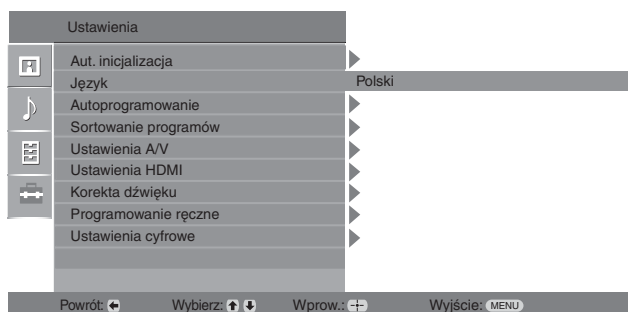 Ustawienia
Aut. inicjalizacja
Język Polski
Autoprogramowanie
Sortowanie programów
Ustawienia A/V
Ustawienia HDMI
Korekta dźwięku
Programowanie ręczne
Ustawienia cyfrowe
Powrót: Wybierz: Wprow.: Wyjście: MENU